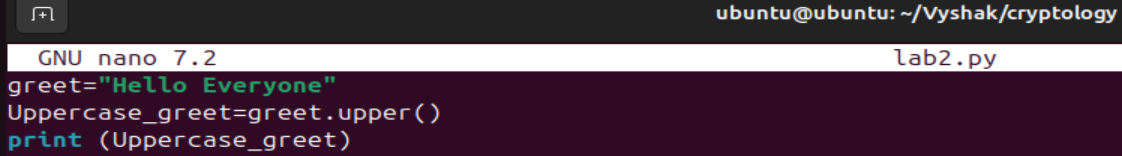 ubuntu@ubuntu: ~/Vyshak/cryptology
GNU nano 7.2 lab2.py
greet="Hello Everyone"
Uppercase_greet=greet.upper()
print (Uppercase_greet)